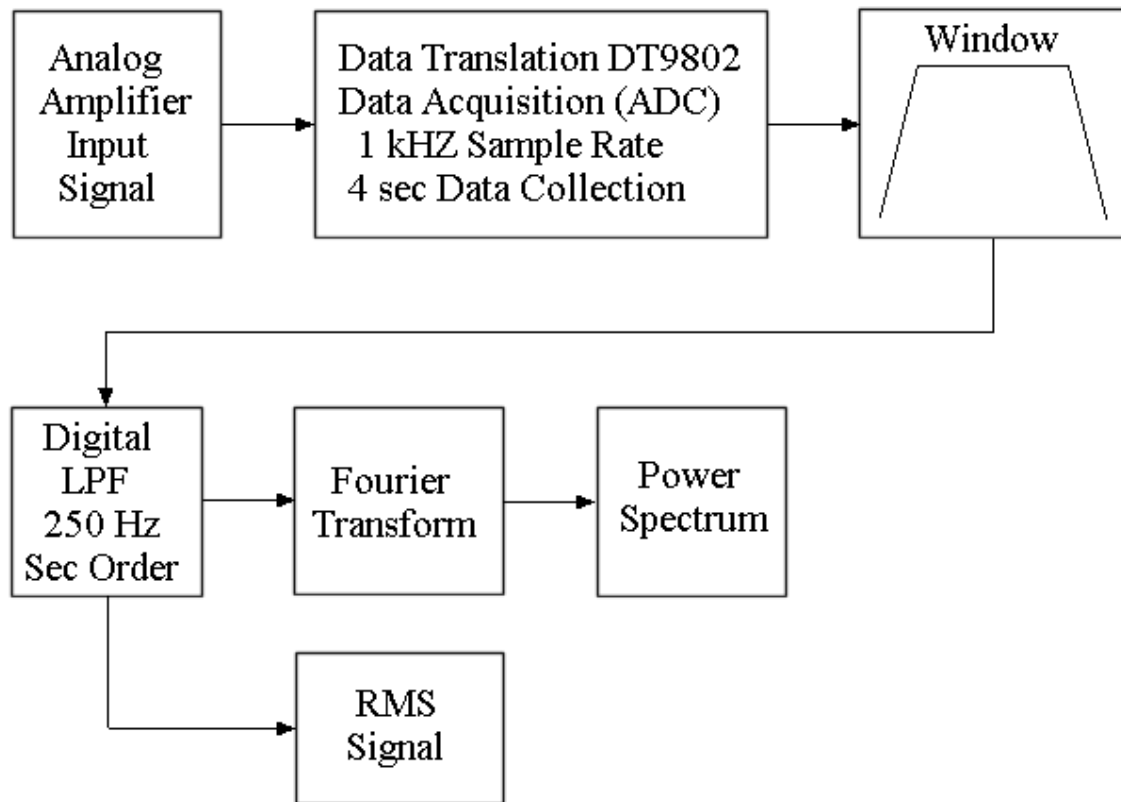 Analog
Amplifier
Input
Signal
Data Translation DT9802
Data Acquisition (ADC)
1 kHZ Sample Rate
4 sec Data Collection
Window
Digital
LPF
250 Hz
Sec Order
Fourier
Transform
Power
Spectrum
RMS
Signal